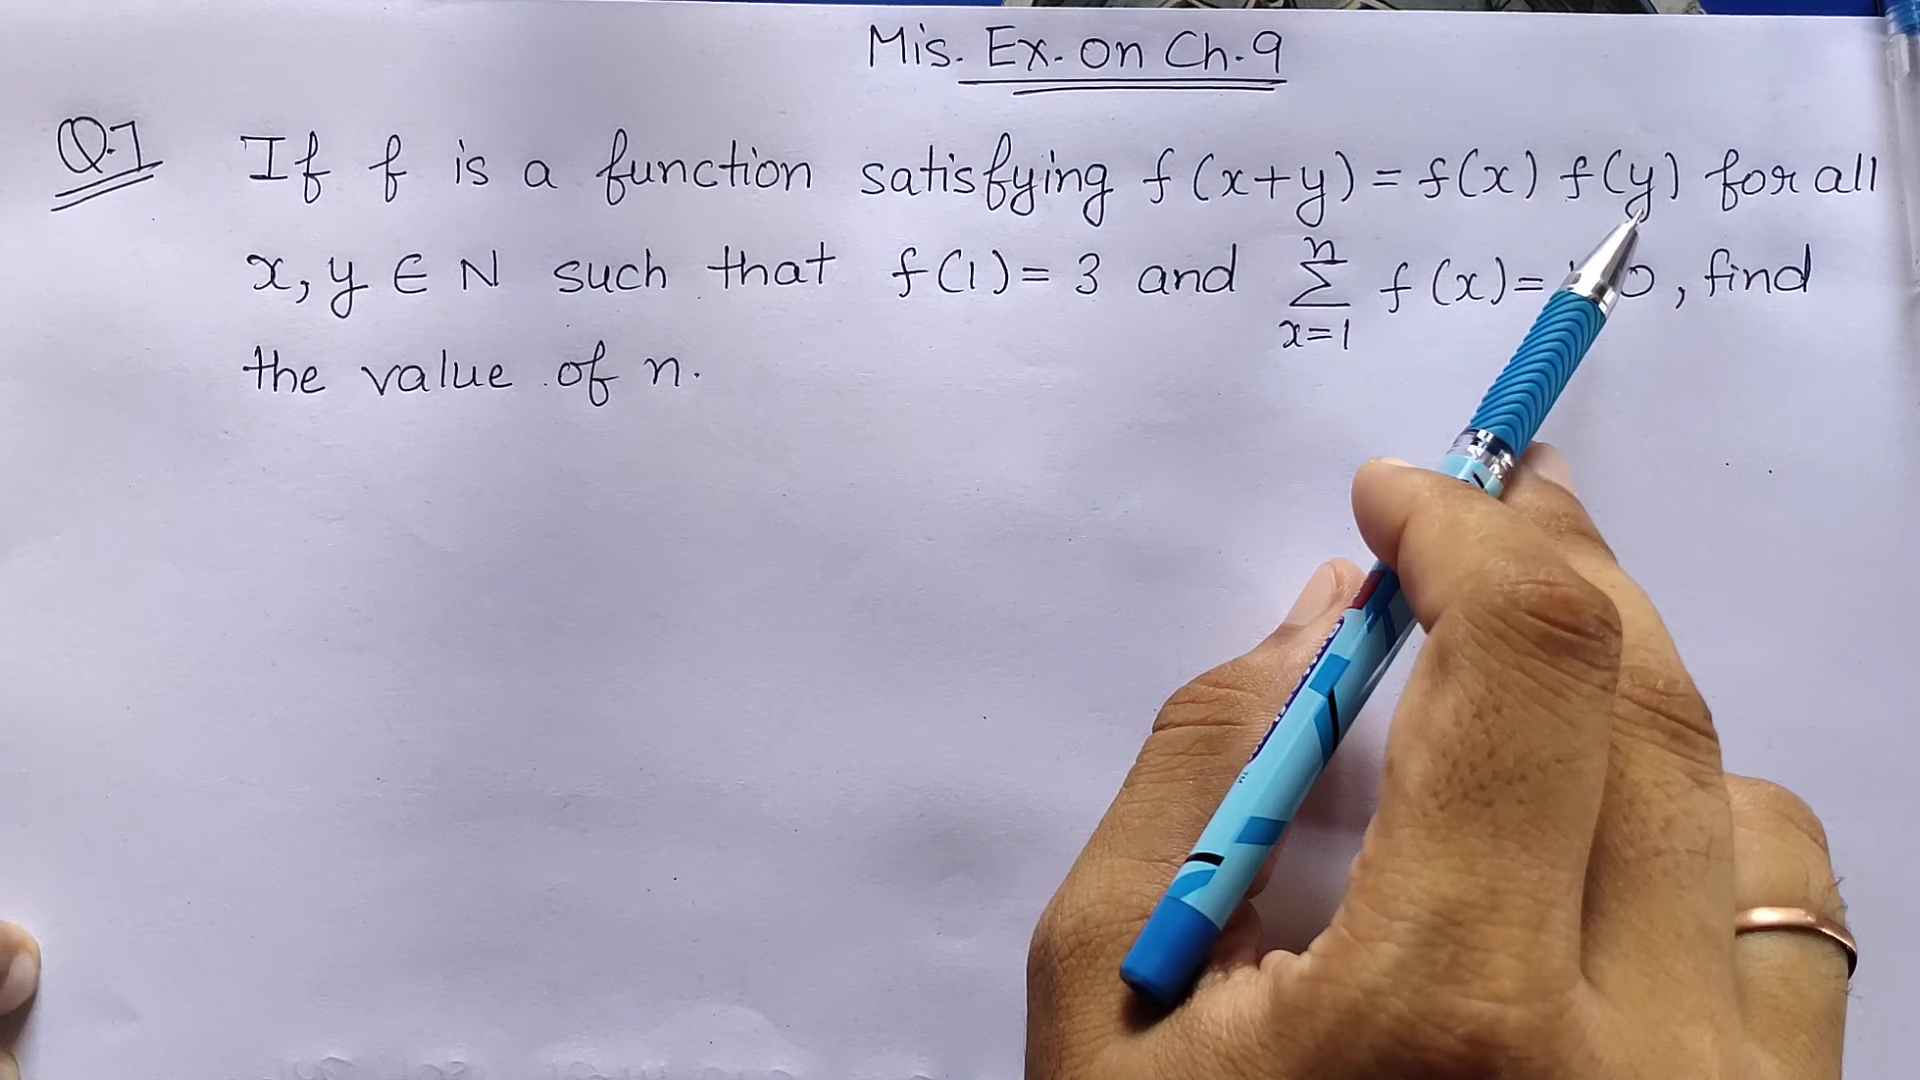 Mis. Ex. on Ch.9
Q.1 If f is a function satisfying f(x+y) = f(x) f(y) for all
x, y ∈ N such that f(1) = 3 and n∑x=1 f(x) = 0, find
the value of n.